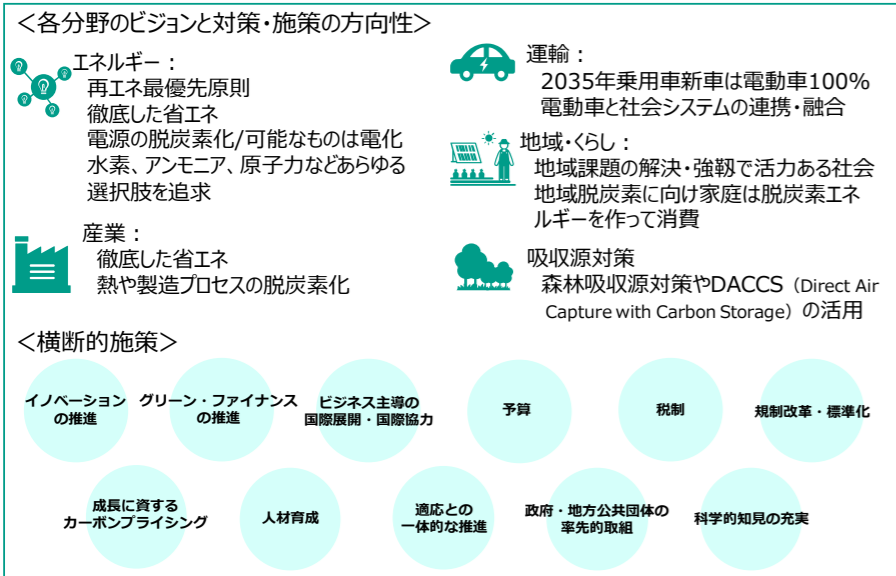 ＜各分野のビジョンと対策・施策の方向性＞
エネルギー：
再エネ最優先原則
徹底した省エネ
電源の脱炭素化/可能なものは電化
水素、アンモニア、原子力などあらゆる
選択肢を追求
産業：
徹底した省エネ
熱や製造プロセスの脱炭素化
運輸：
2035年乗用車新車は電動車100%
電動車と社会システムの連携・融合
地域・くらし：
地域課題の解決・強靱で活力ある社会
地域脱炭素に向け家庭は脱炭素エネ
ルギーを作って消費
吸収源対策
森林吸収源対策やDACCS（Direct Air
Capture with Carbon Storage）の活用
＜横断的施策＞
イノベーション
の推進
グリーン・ファイナンス
の推進
ビジネス主導の
国際展開・国際協力
予算
税制
規制改革・標準化
成長に資する
カーボンプライシング
人材育成
適応との
一体的な推進
政府・地方公共団体の
率先的取組
科学的知見の充実